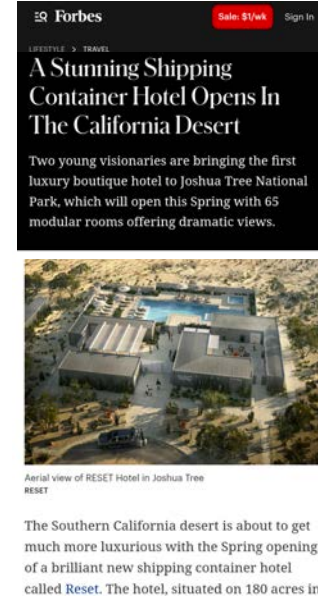 Forbes
Sale: $1/wk
Sign In
LIFESTYLE > TRAVEL
A Stunning Shipping
Container Hotel Opens In
The California Desert
Two young visionaries are bringing the first
luxury boutique hotel to Joshua Tree National
Park, which will open this Spring with 65
modular rooms offering dramatic views.
Aerial view of RESET Hotel in Joshua Tree
RESET
The Southern California desert is about to get
much more luxurious with the Spring opening
of a brilliant new shipping container hotel
called Reset. The hotel, situated on 180 acres in